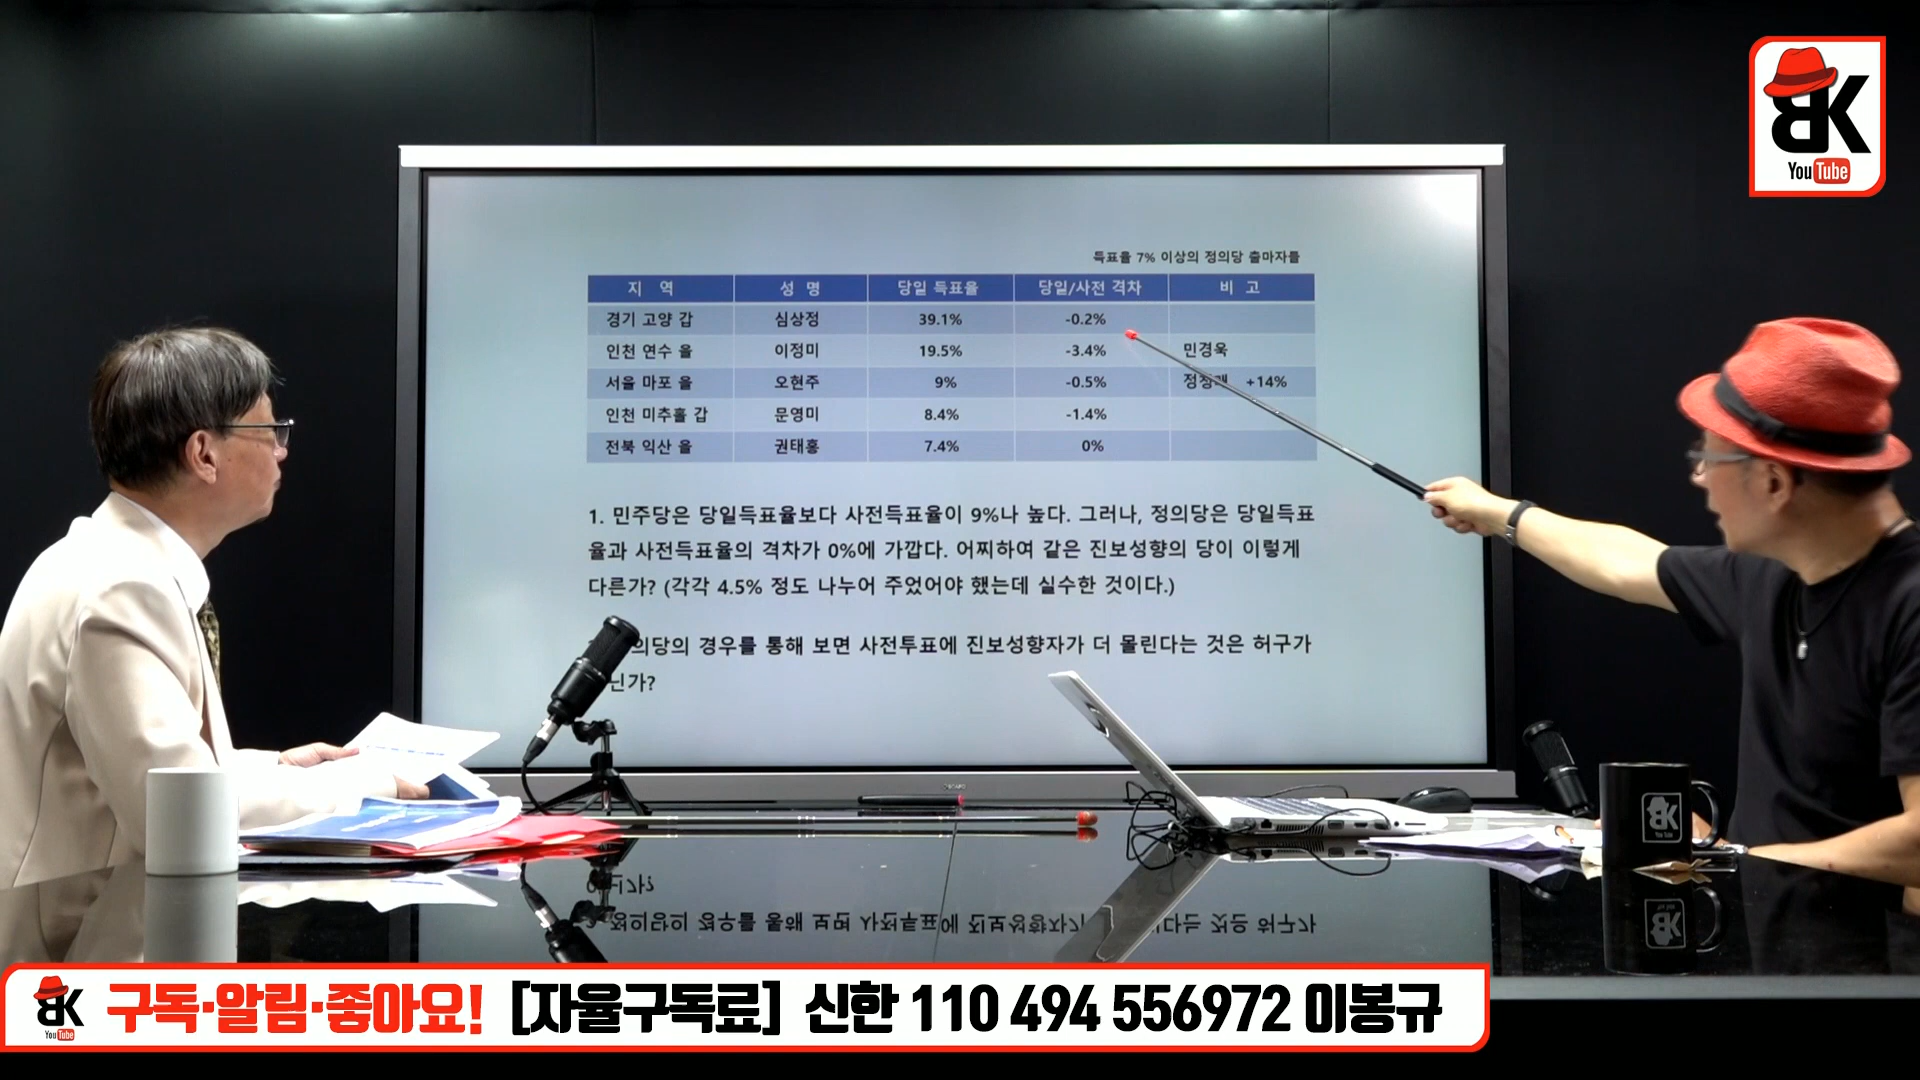 BK
YouTube
득표율 7% 이상의 정의당 출마자들
지 역 성 명 당일 득표율 당일/사전 격차 비 고
경기 고양 갑 심상정 39.1% -0.2%
인천 연수 을 이정미 19.5% -3.4% 민경욱
서울 마포 을 오현주 9% -0.5% +14%
인천 미추홀 갑 문영미 8.4% -1.4%
전북 익산 을 권태홍 7.4% 0%
1. 민주당은 당일득표율보다 사전득표율이 9%나 높다. 그러나, 정의당은 당일득표
율과 사전득표율의 격차가 0%에 가깝다. 어찌하여 같은 진보성향의 당이 이렇게
다른가? (각각 4.5% 정도 나누어 주었어야 했는데 실수한 것이다.)
의당의 경우를 통해 보면 사전투표에 진보성향자가 더 몰린다는 것은 허구가
닌가?
BK
YouTube
구독·알림·좋아요! [자율구독료] 신한 110 494 556972 이봉규